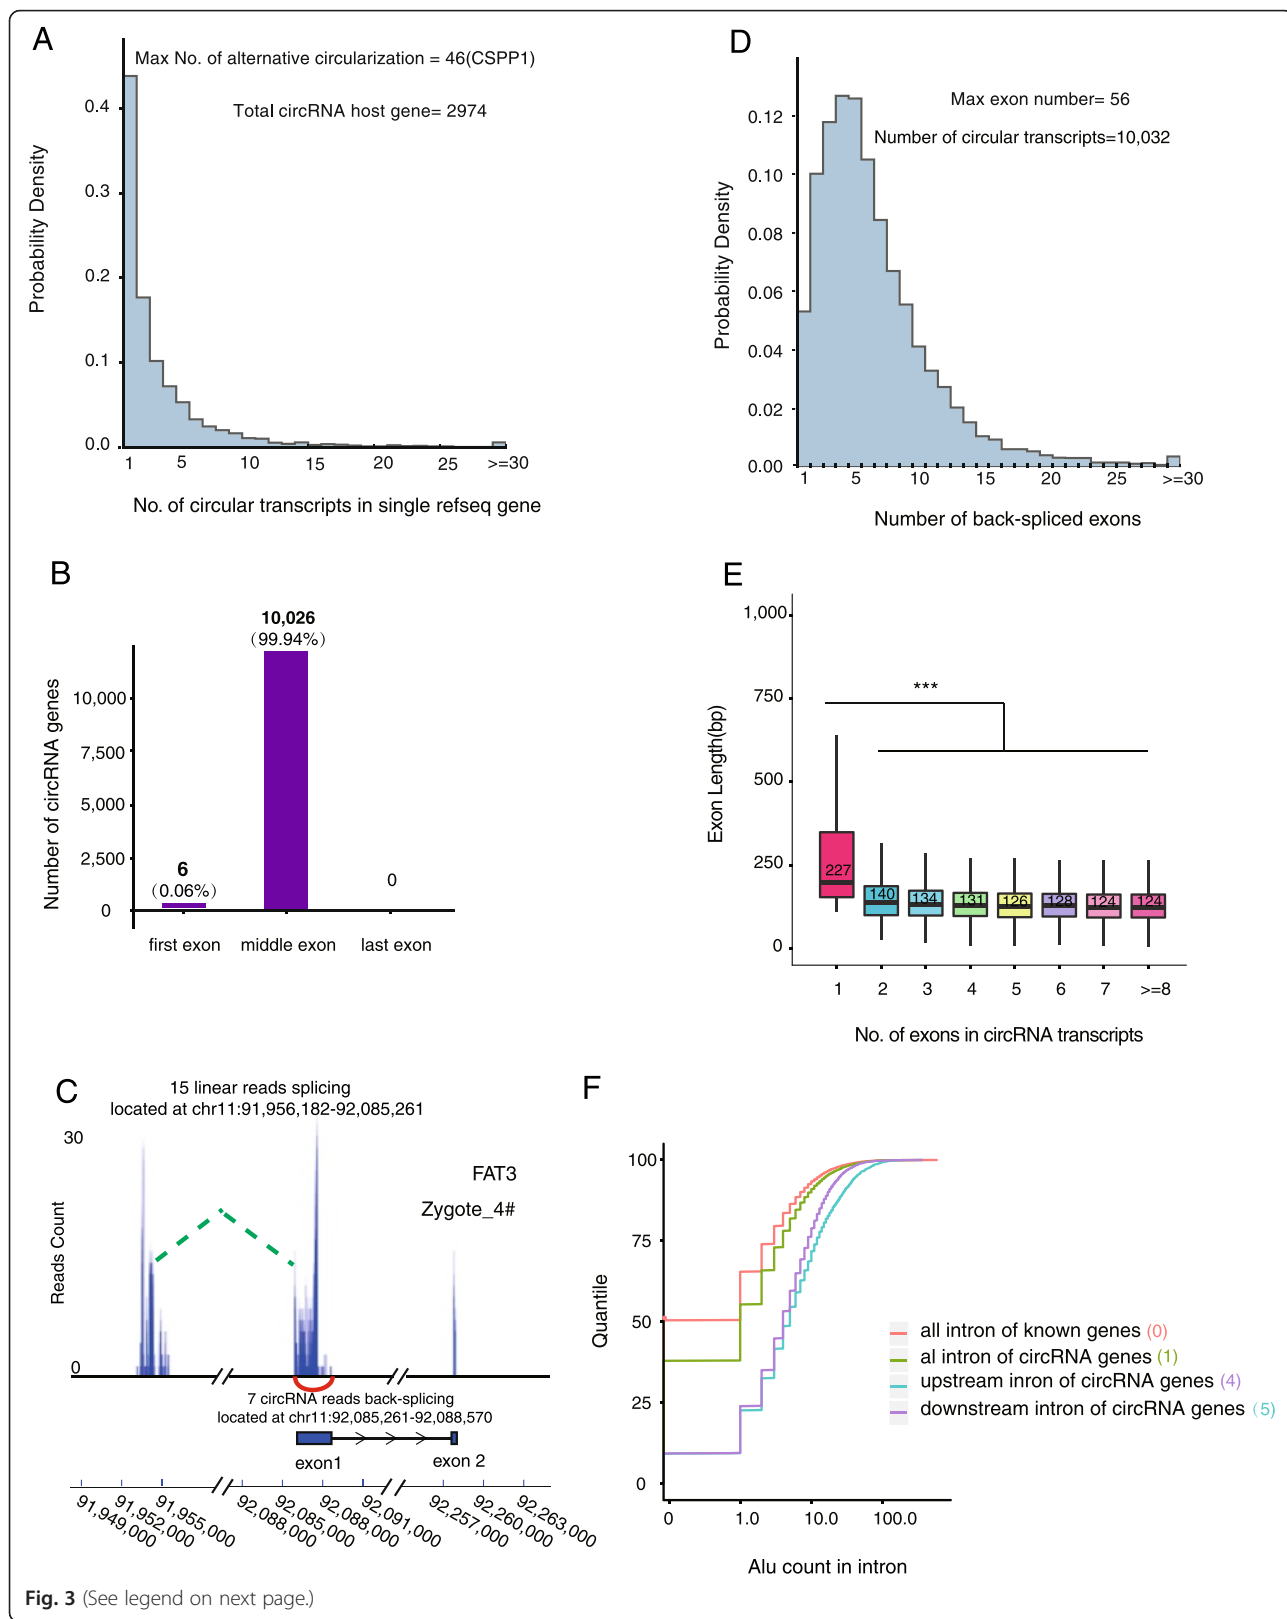 A
Max No. of alternative circularization = 46(CSPP1)
Total circRNA host gene= 2974
Probability Density
0.4
0.3
0.2
0.1
0.0
1 5 10 15 20 25 >=30
No. of circular transcripts in single refseq gene
D
Max exon number= 56
Number of circular transcripts=10,032
Probability Density
0.12
0.10
0.08
0.06
0.04
0.02
0.00
1 5 10 15 20 25 >=30
Number of back-spliced exons
B
10,026
(99.94%)
Number of circRNA genes
10,000
7,500
5,000
2,500
0
6
(0.06%)
0
first exon middle exon last exon
E
1,000
750
500
250
0
Exon Length(bp)
***
227 140 134 131 126 128 124 124
1 2 3 4 5 6 7 >=8
No. of exons in circRNA transcripts
C
15 linear reads splicing
located at chr11:91,956,182-92,085,261
30
0
Reads Count
FAT3
Zygote_4#
7 circRNA reads back-splicing
located at chr11:92,085,261-92,088,570
exon1 exon 2
91,949,000 91,952,000 91,955,000 92,088,000 92,085,000 92,088,000 92,091,000 92,257,000 92,260,000 92,263,000
F
100
75
50
25
0
Quantile
all intron of known genes (0)
al intron of circRNA genes (1)
upstream inron of circRNA genes (4)
downstream intron of circRNA genes (5)
0 1.0 10.0 100.0
Alu count in intron
Fig. 3 (See legend on next page.)